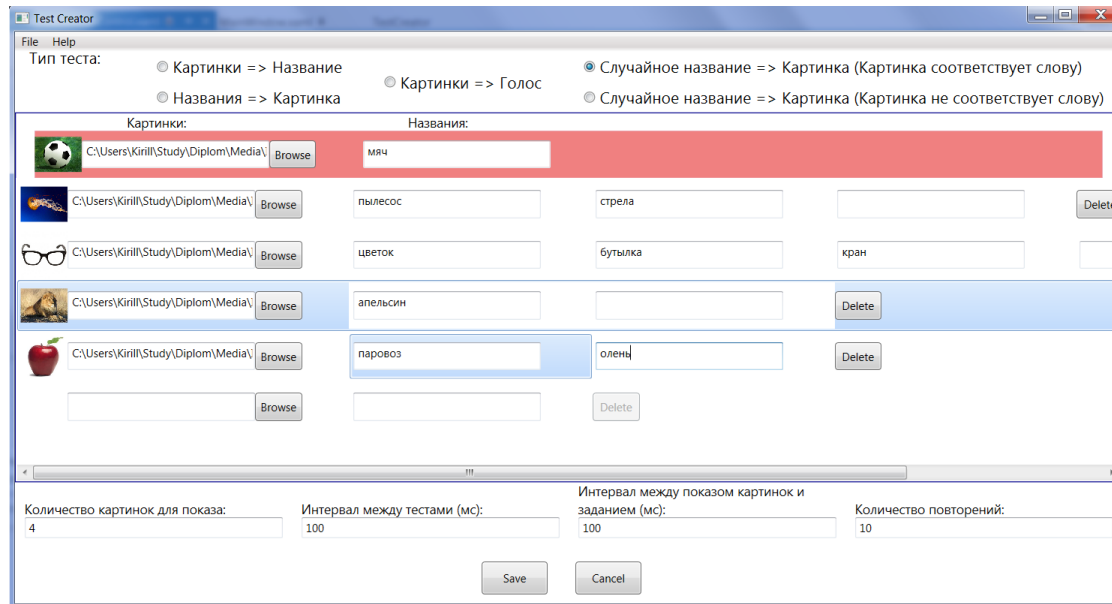 Test Creator
File Help
Тип теста:
Картинки => Название
Названия => Картинка
Картинки => Голос
Случайное название => Картинка (Картинка соответствует слову)
Случайное название => Картинка (Картинка не соответствует слову)
Картинки: Названия:
C:\Users\Kirill\Study\Diplom\Media\ Browse мяч
C:\Users\Kirill\Study\Diplom\Media\ Browse пылесос стрела Delete
C:\Users\Kirill\Study\Diplom\Media\ Browse цветок бутылка кран
C:\Users\Kirill\Study\Diplom\Media\ Browse апельсин Delete
C:\Users\Kirill\Study\Diplom\Media\ Browse паровоз олень Delete
Browse Delete
Количество картинок для показа:
4
Интервал между тестами (мс):
100
Интервал между показом картинок и
заданием (мс):
100
Количество повторений:
10
Save Cancel